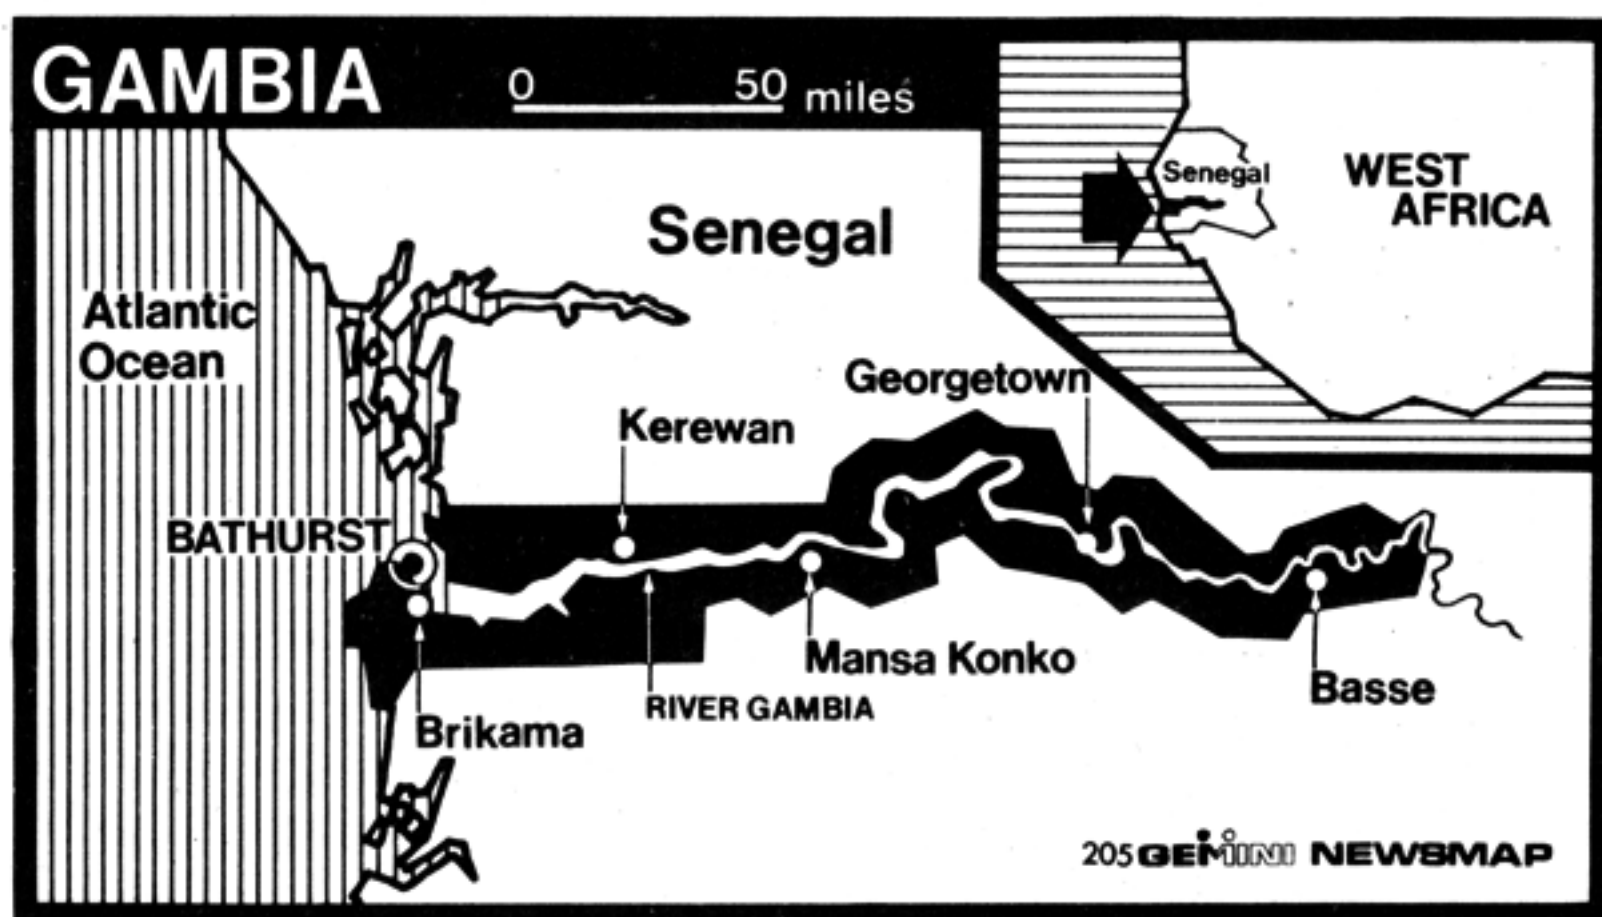 GAMBIA
0 50 miles
Senegal
WEST
AFRICA
Senegal
Atlantic
Ocean
Georgetown
Kerewan
BATHURST
Mansa Konko
Basse
RIVER GAMBIA
Brikama
205 GEMINI NEWSMAP